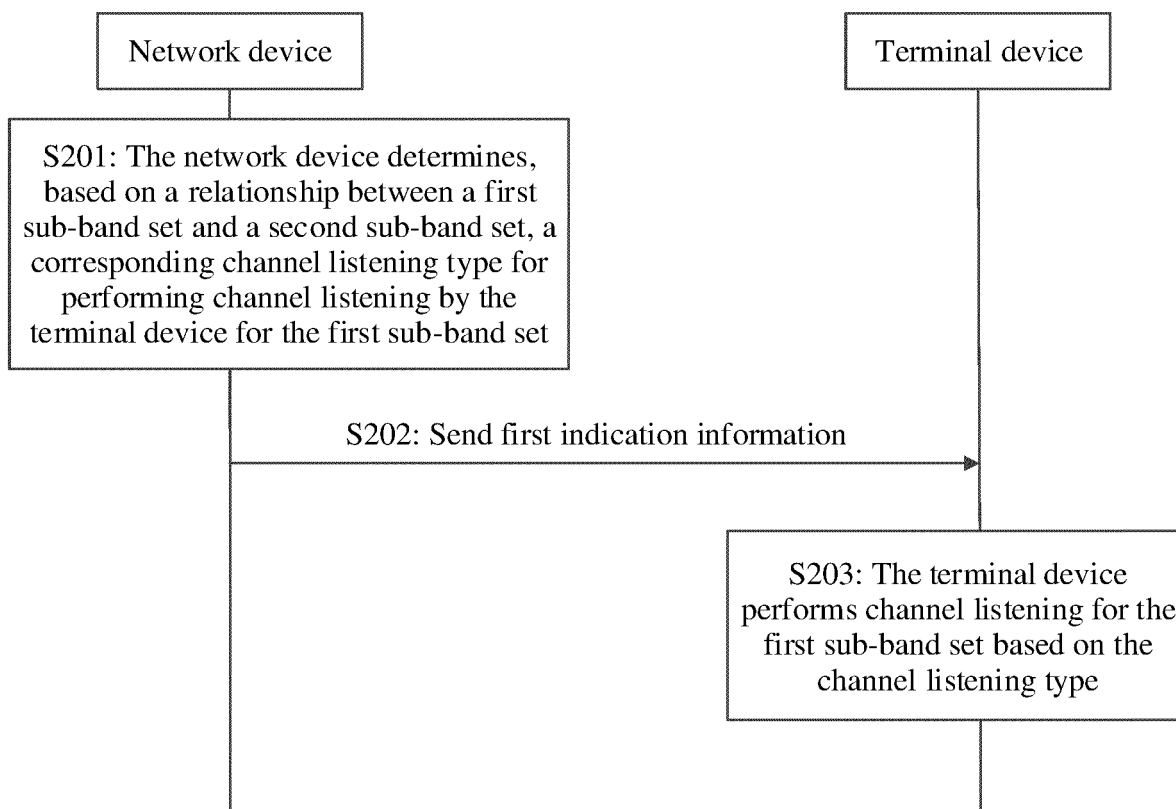 Network device
Terminal device
S201: The network device determines,
based on a relationship between a first
sub-band set and a second sub-band set, a
corresponding channel listening type for
performing channel listening by the
terminal device for the first sub-band set
S202: Send first indication information
S203: The terminal device
performs channel listening for the
first sub-band set based on the
channel listening type